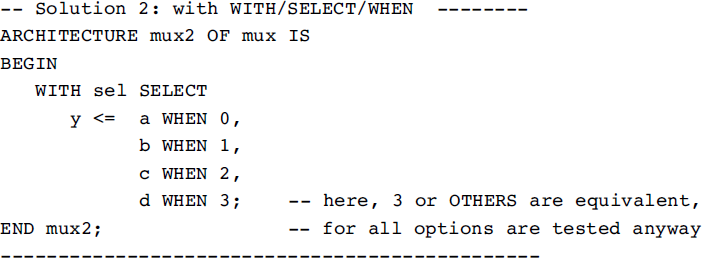 -- Solution 2: with WITH/SELECT/WHEN  --------
ARCHITECTURE mux2 OF mux IS
BEGIN
   WITH sel SELECT
      y <=  a WHEN 0,
            b WHEN 1,
            c WHEN 2,
            d WHEN 3;    -- here, 3 or OTHERS are equivalent,
END mux2;                -- for all options are tested anyway
-----------------------------------------------